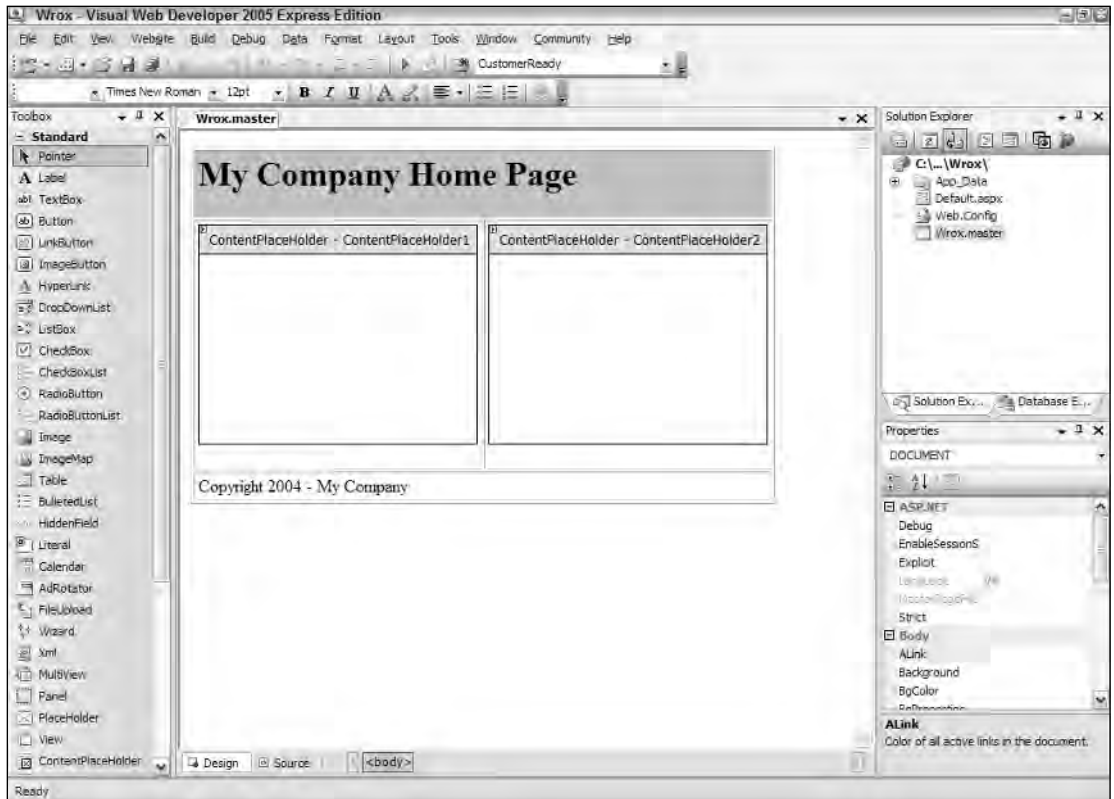 Wrox - Visual Web Developer 2005 Express Edition
File Edit View Website Build Debug Data Format Layout Tools Window Community Help
CustomerReady
Times New Roman 12pt B I U A
Toolbox
Standard
Pointer
A Label
abl TextBox
ab Button
LinkButton
ImageButton
A HyperLink
DropDownList
ListBox
CheckBox
CheckBoxList
RadioButton
RadioButtonList
Image
ImageMap
Table
BulletedList
HiddenField
Literal
Calendar
AdRotator
FileUpload
Wizard
Xml
MultiView
Panel
PlaceHolder
View
ContentPlaceHolder
Wrox.master
My Company Home Page
ContentPlaceHolder - ContentPlaceHolder1
ContentPlaceHolder - ContentPlaceHolder2
Copyright 2004 - My Company
Design Source <body>
Solution Explorer
C:\...\Wrox\
App_Data
Default.aspx
Web.Config
Wrox.master
Solution Ex... Database E...
Properties
DOCUMENT
ASP.NET
Debug
EnableSessionS
Explicit
Strict
Body
ALink
Background
BgColor
ALink
Color of all active links in the document.
Ready